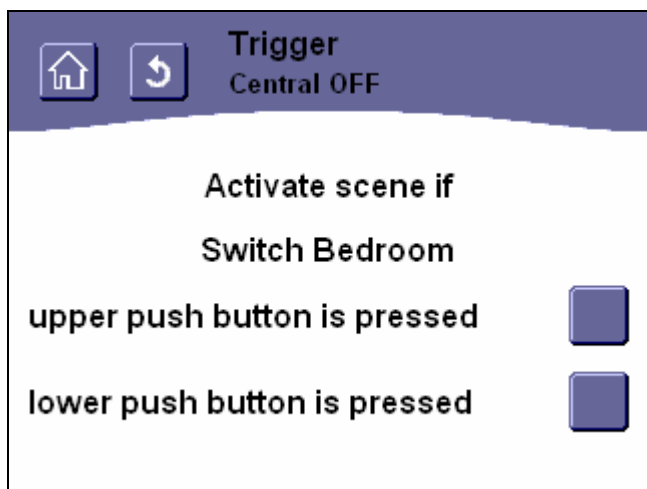 Trigger
Central OFF
Activate scene if
Switch Bedroom
upper push button is pressed
lower push button is pressed